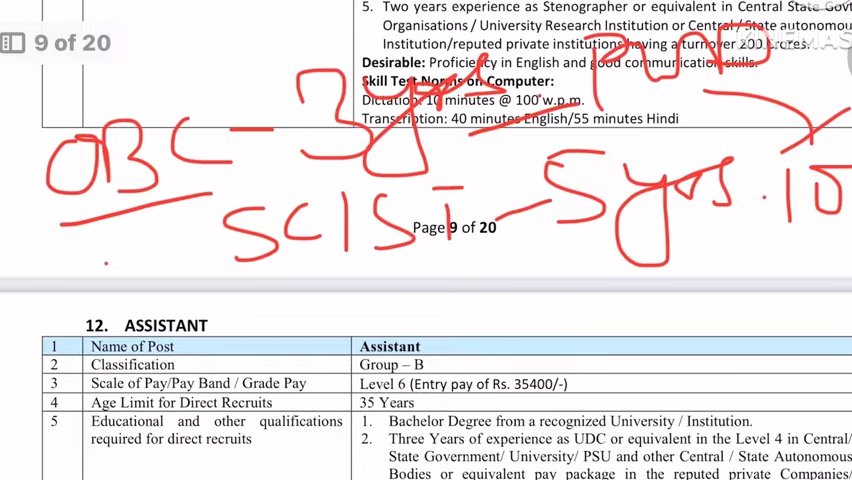 9 of 20
5. Two years experience as Stenographer or equivalent in Central State Govt
Organisations / University Research Institution or Central / State autonomous
Institution/reputed private institutions having a turnover 200 crores.
Desirable: Proficiency in English and good communication skills.
Skill Test Norms on Computer:
Dictation: 10 minutes @ 100 w.p.m.
Transcription: 40 minutes English/55 minutes Hindi
OBC - 3 yrs. PWD
SC/ST - 5 yrs. 10
Page 9 of 20
12. ASSISTANT
1 Name of Post Assistant
2 Classification Group – B
3 Scale of Pay/Pay Band / Grade Pay Level 6 (Entry pay of Rs. 35400/-)
4 Age Limit for Direct Recruits 35 Years
5 Educational and other qualifications 1. Bachelor Degree from a recognized University / Institution.
required for direct recruits 2. Three Years of experience as UDC or equivalent in the Level 4 in Central/
State Government/ University/ PSU and other Central / State Autonomous
Bodies or equivalent pay package in the reputed private Companies/